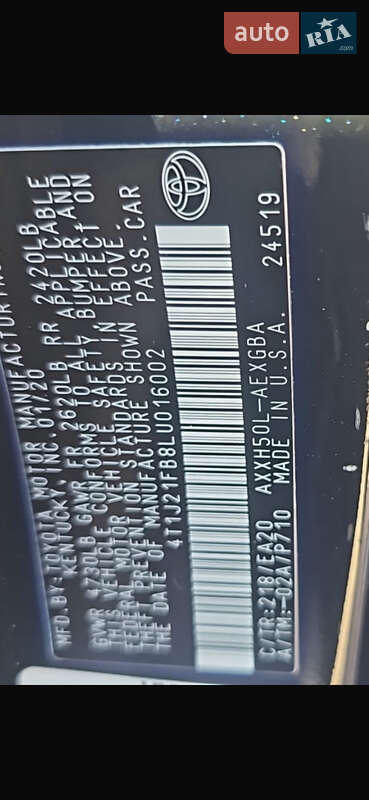 auto RIA
.com
MFD.BY: TOYOTA MOTOR MANUFACTURIN
KENTUCKY, INC. 01/20
GVWR 4730LB GAWR FR 2620LB RR 2420LB
THIS VEHICLE CONFORMS TO ALL APPLICABLE
FEDERAL MOTOR VEHICLE SAFETY, BUMPER, AND
THEFT PREVENTION STANDARDS IN EFFECT ON
THE DATE OF MANUFACTURE SHOWN ABOVE.
4T1J21FB8LU016002 PASS.CAR
C/TR:218/EA20 AXXH50L-AEXGBA
A/TM:-02A/P710 MADE IN U.S.A. 24519